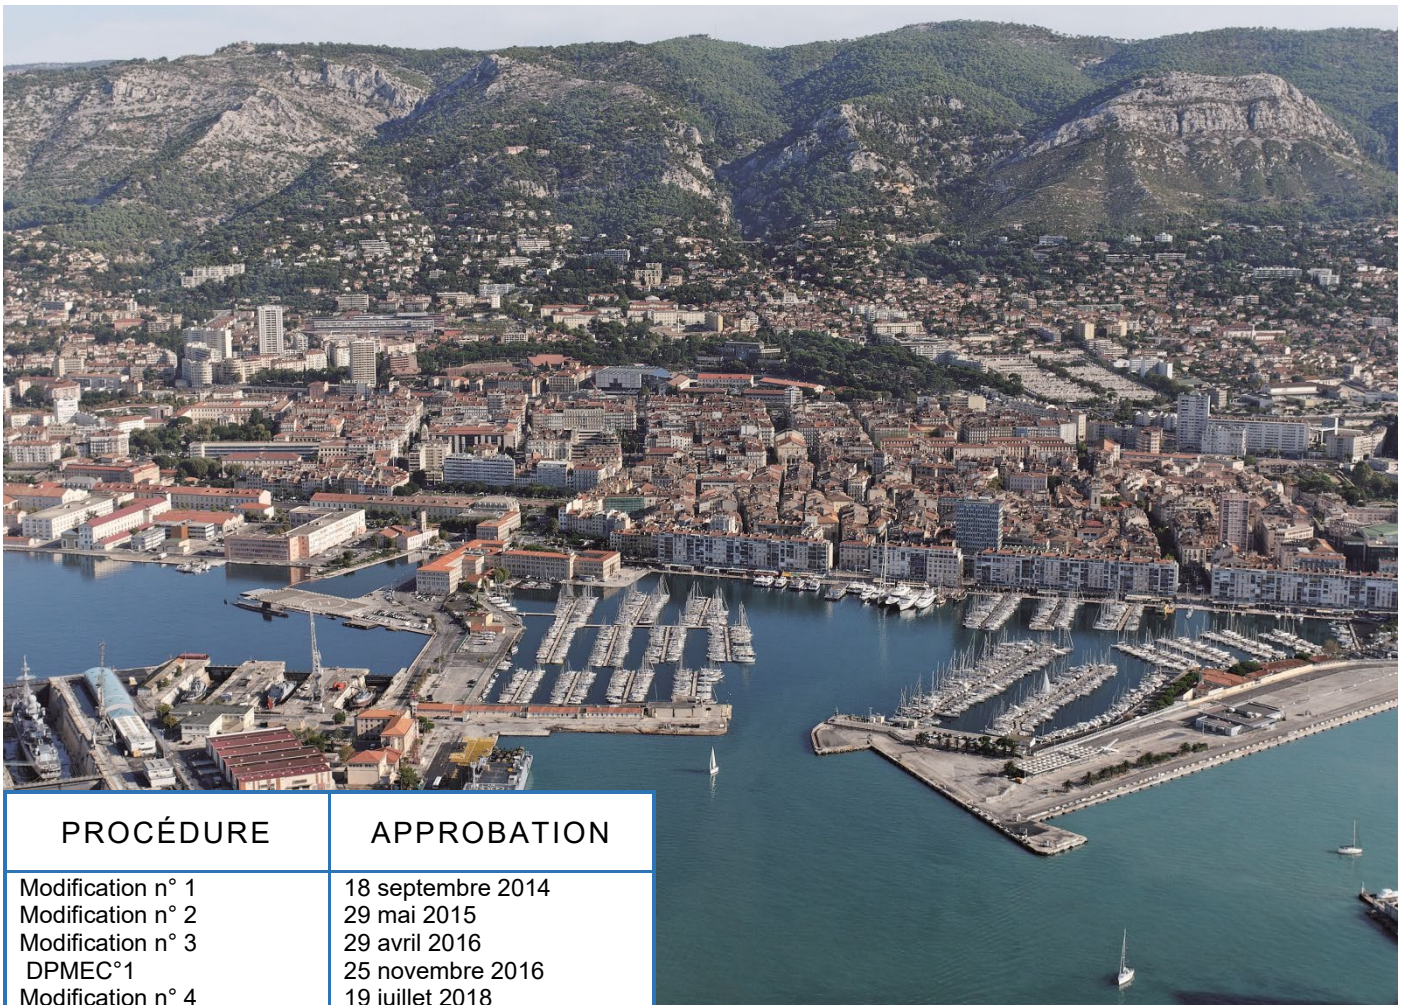 PROCÉDURE APPROBATION
Modification n° 1 18 septembre 2014
Modification n° 2 29 mai 2015
Modification n° 3 29 avril 2016
DPMEC°1 25 novembre 2016
Modification n° 4 19 juillet 2018